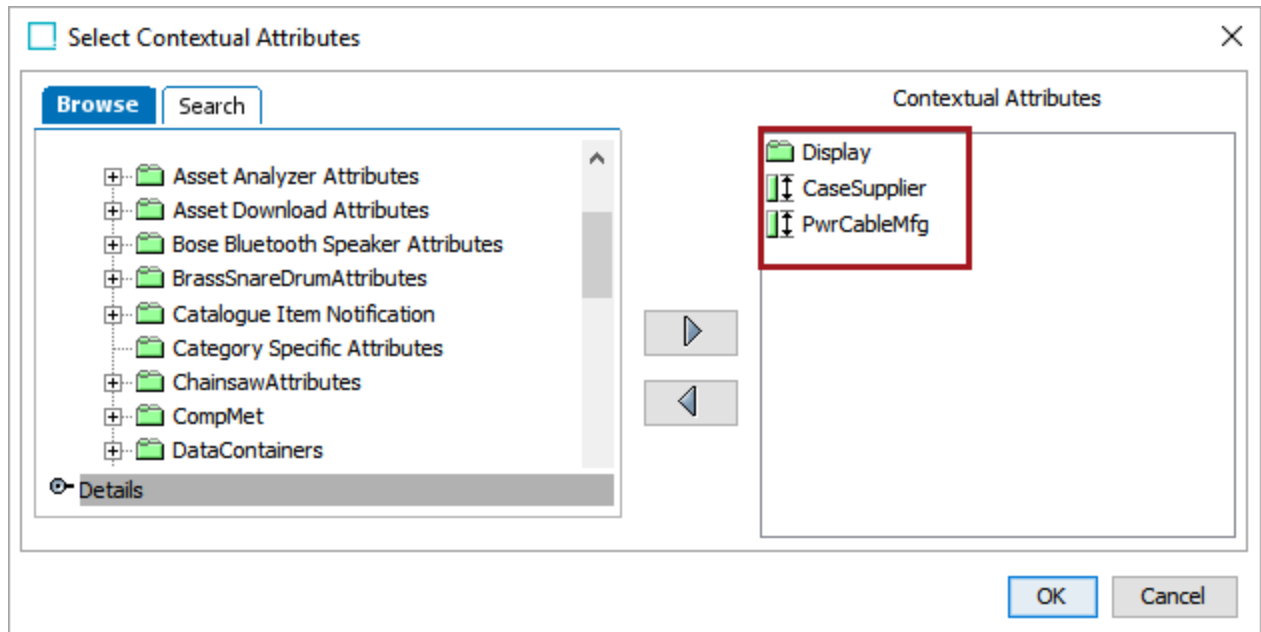 Select Contextual Attributes
Browse Search
Asset Analyzer Attributes
Asset Download Attributes
Bose Bluetooth Speaker Attributes
BrassSnareDrumAttributes
Catalogue Item Notification
Category Specific Attributes
ChainsawAttributes
CompMet
DataContainers
Details
Contextual Attributes
Display
CaseSupplier
PwrCableMfg
OK Cancel